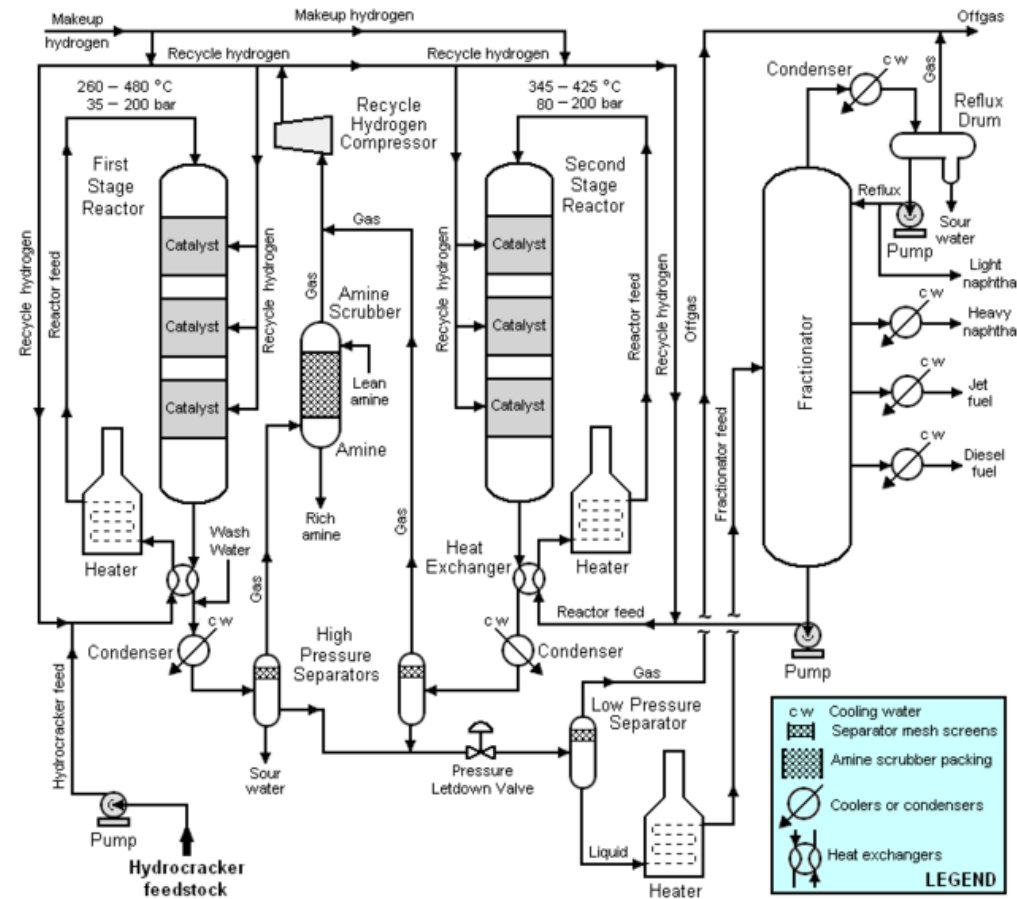 Makeup
hydrogen
Makeup hydrogen
Offgas
Recycle hydrogen
Recycle hydrogen
260 – 480 °C
35 – 200 bar
Recycle
Hydrogen
Compressor
345 – 425 °C
80 – 200 bar
Condenser
c w
Gas
Reflux
Drum
First
Stage
Reactor
Second
Stage
Reactor
Reflux
Pump
Sour
water
Light
naphtha
Gas
Catalyst
Catalyst
Catalyst
Catalyst
Catalyst
Catalyst
Recycle hydrogen
Reactor feed
Recycle hydrogen
Gas
Amine
Scrubber
Lean
amine
Amine
Rich
amine
Recycle hydrogen
Reactor feed
Recycle hydrogen
Offgas
Fractionator feed
Fractionator
c w
Heavy
naphtha
c w
Jet
fuel
c w
Diesel
fuel
Heater
Wash
Water
Gas
Gas
Heat
Exchanger
Heater
Reactor feed
Pump
Condenser
c w
High
Pressure
Separators
c w
Condenser
Gas
Low Pressure
Separator
Hydrocracker feed
Sour
water
Pressure
Letdown Valve
Pump
Hydrocracker
feedstock
Liquid
Heater
c w Cooling water
Separator mesh screens
Amine scrubber packing
Coolers or condensers
Heat exchangers
LEGEND